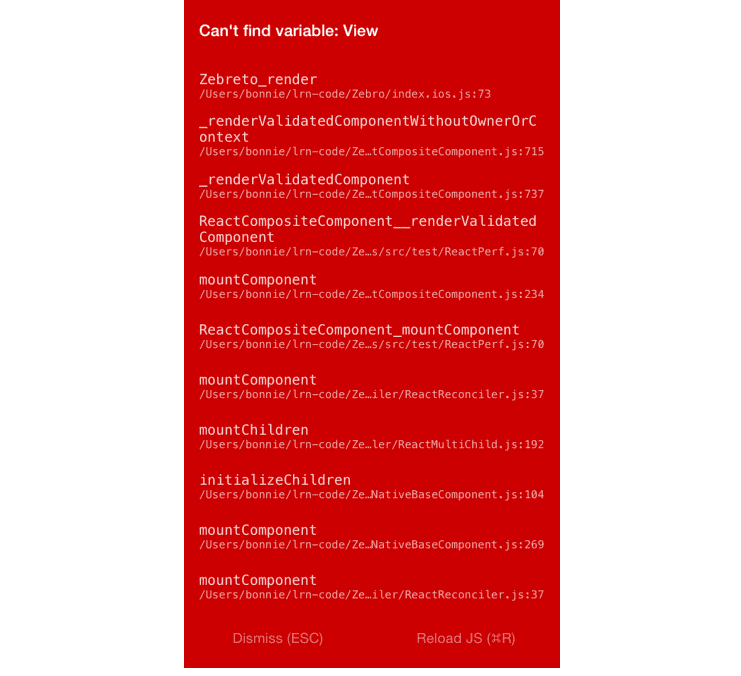 Can't find variable: View
Zebreto_render
/Users/bonnie/lrn-code/Zebro/index.ios.js:73
_renderValidatedComponentWithoutOwnerOrC
ontext
/Users/bonnie/lrn-code/Ze…tCompositeComponent.js:715
_renderValidatedComponent
/Users/bonnie/lrn-code/Ze…tCompositeComponent.js:737
ReactCompositeComponent__renderValidated
Component
/Users/bonnie/lrn-code/Ze…s/src/test/ReactPerf.js:70
mountComponent
/Users/bonnie/lrn-code/Ze…tCompositeComponent.js:234
ReactCompositeComponent_mountComponent
/Users/bonnie/lrn-code/Ze…s/src/test/ReactPerf.js:70
mountComponent
/Users/bonnie/lrn-code/Ze…iler/ReactReconciler.js:37
mountChildren
/Users/bonnie/lrn-code/Ze…ler/ReactMultiChild.js:192
initializeChildren
/Users/bonnie/lrn-code/Ze…NativeBaseComponent.js:104
mountComponent
/Users/bonnie/lrn-code/Ze…NativeBaseComponent.js:269
mountComponent
/Users/bonnie/lrn-code/Ze…iler/ReactReconciler.js:37
Dismiss (ESC) Reload JS (⌘R)